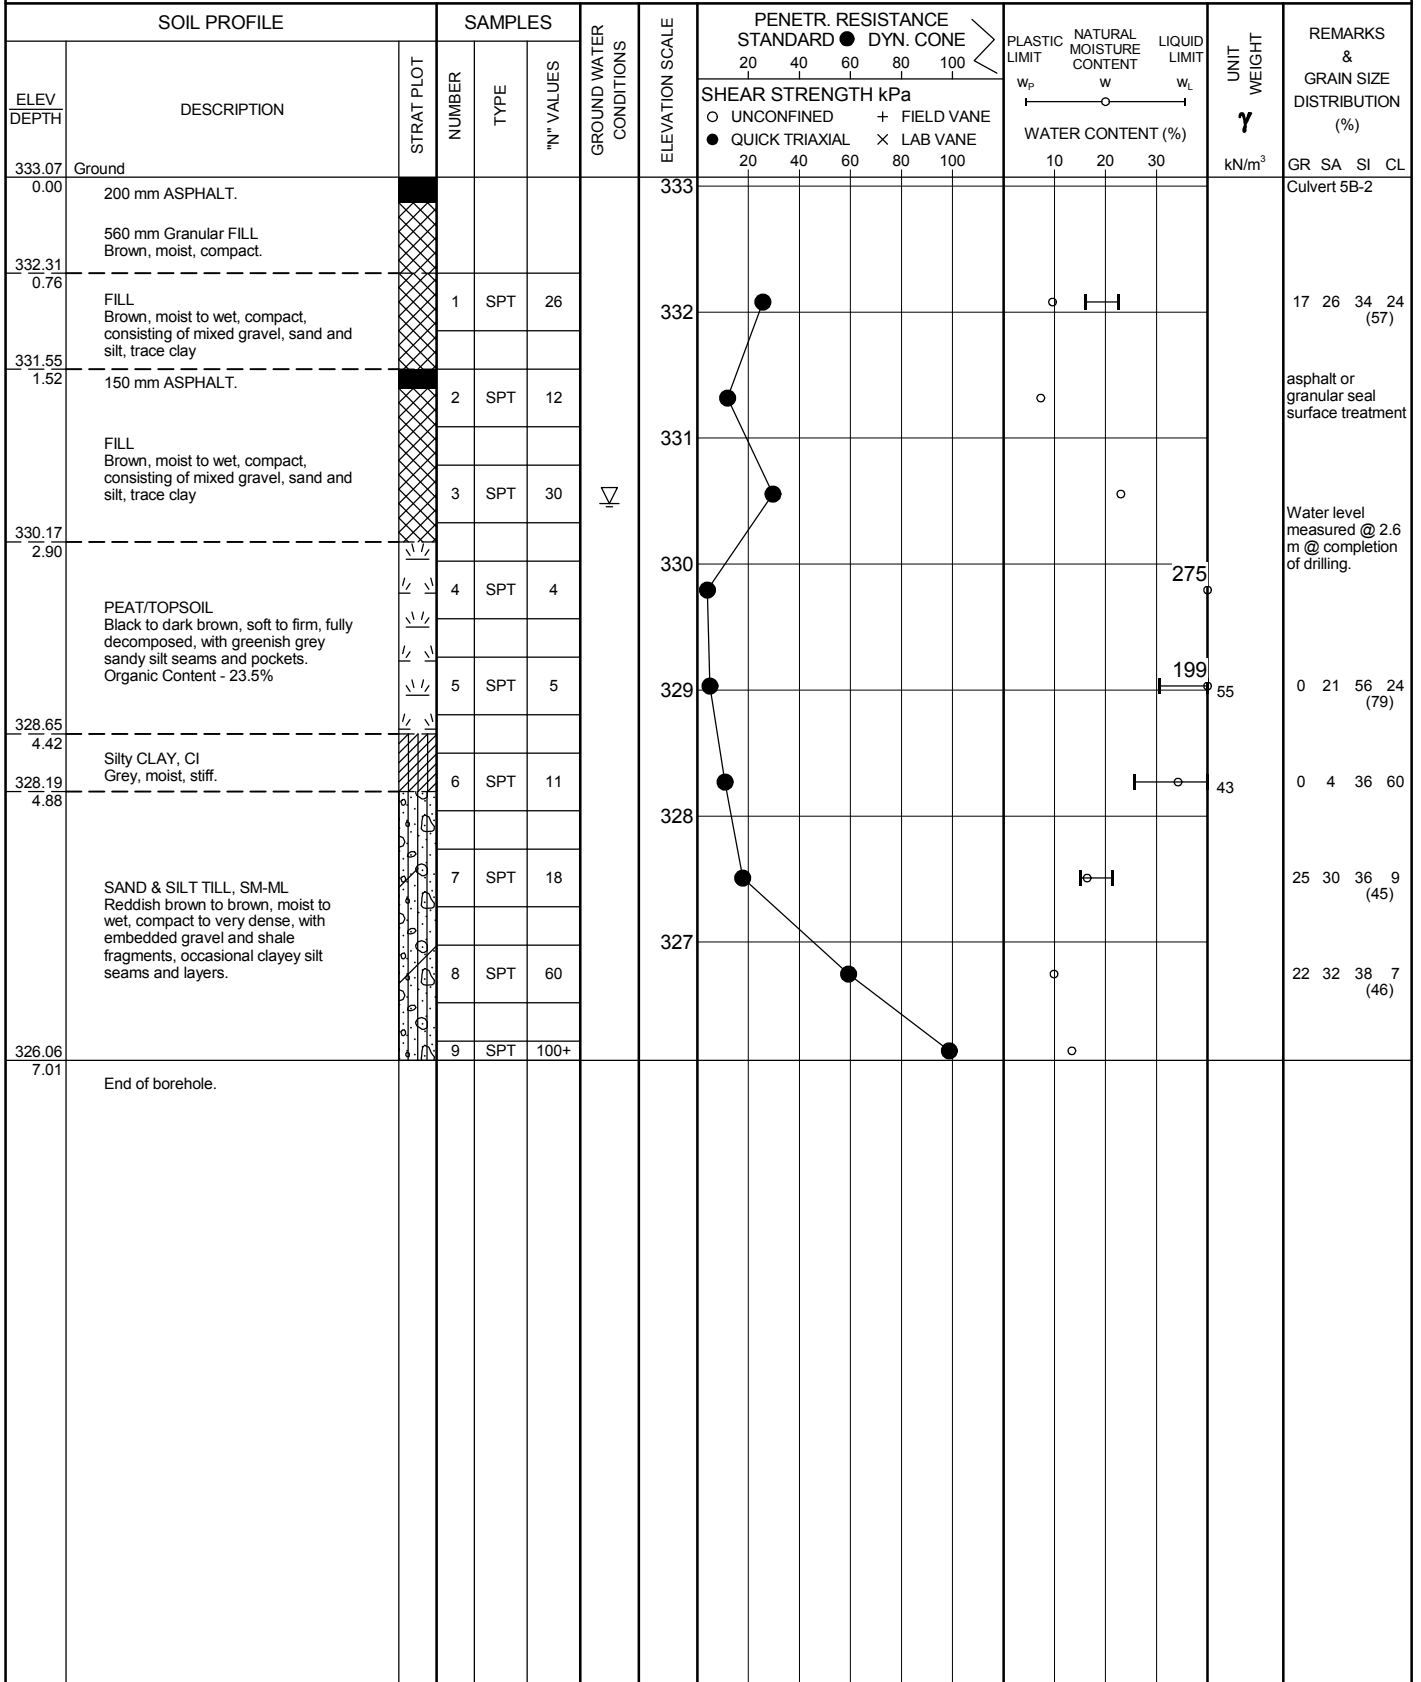 SOIL PROFILE
SAMPLES
GROUND WATER
CONDITIONS
ELEVATION SCALE
PENETR. RESISTANCE
STANDARD ● DYN. CONE
20 40 60 80 100
SHEAR STRENGTH kPa
○ UNCONFINED + FIELD VANE
● QUICK TRIAXIAL × LAB VANE
20 40 60 80 100
PLASTIC
LIMIT
NATURAL
MOISTURE
CONTENT
LIQUID
LIMIT
WP W WL
WATER CONTENT (%)
10 20 30
UNIT
WEIGHT
γ
kN/m³
REMARKS
&
GRAIN SIZE
DISTRIBUTION
(%)
GR SA SI CL
ELEV
DEPTH
DESCRIPTION
STRAT PLOT
NUMBER
TYPE
"N" VALUES
333.07 Ground
0.00
200 mm ASPHALT.
333
Culvert 5B-2
560 mm Granular FILL
Brown, moist, compact.
332.31
0.76
FILL
Brown, moist to wet, compact,
consisting of mixed gravel, sand and
silt, trace clay
1 SPT 26
332
17 26 34 24
(57)
331.55
1.52
150 mm ASPHALT.
2 SPT 12
asphalt or
granular seal
surface treatment
331
FILL
Brown, moist to wet, compact,
consisting of mixed gravel, sand and
silt, trace clay
3 SPT 30
Water level
measured @ 2.6
m @ completion
of drilling.
330.17
2.90
330
275
4 SPT 4
PEAT/TOPSOIL
Black to dark brown, soft to firm, fully
decomposed, with greenish grey
sandy silt seams and pockets.
Organic Content - 23.5%
199
5 SPT 5
329
55
0 21 56 24
(79)
328.65
4.42
Silty CLAY, CI
Grey, moist, stiff.
6 SPT 11
43
0 4 36 60
328.19
4.88
328
7 SPT 18
25 30 36 9
(45)
SAND & SILT TILL, SM-ML
Reddish brown to brown, moist to
wet, compact to very dense, with
embedded gravel and shale
fragments, occasional clayey silt
seams and layers.
327
8 SPT 60
22 32 38 7
(46)
9 SPT 100+
326.06
7.01
End of borehole.